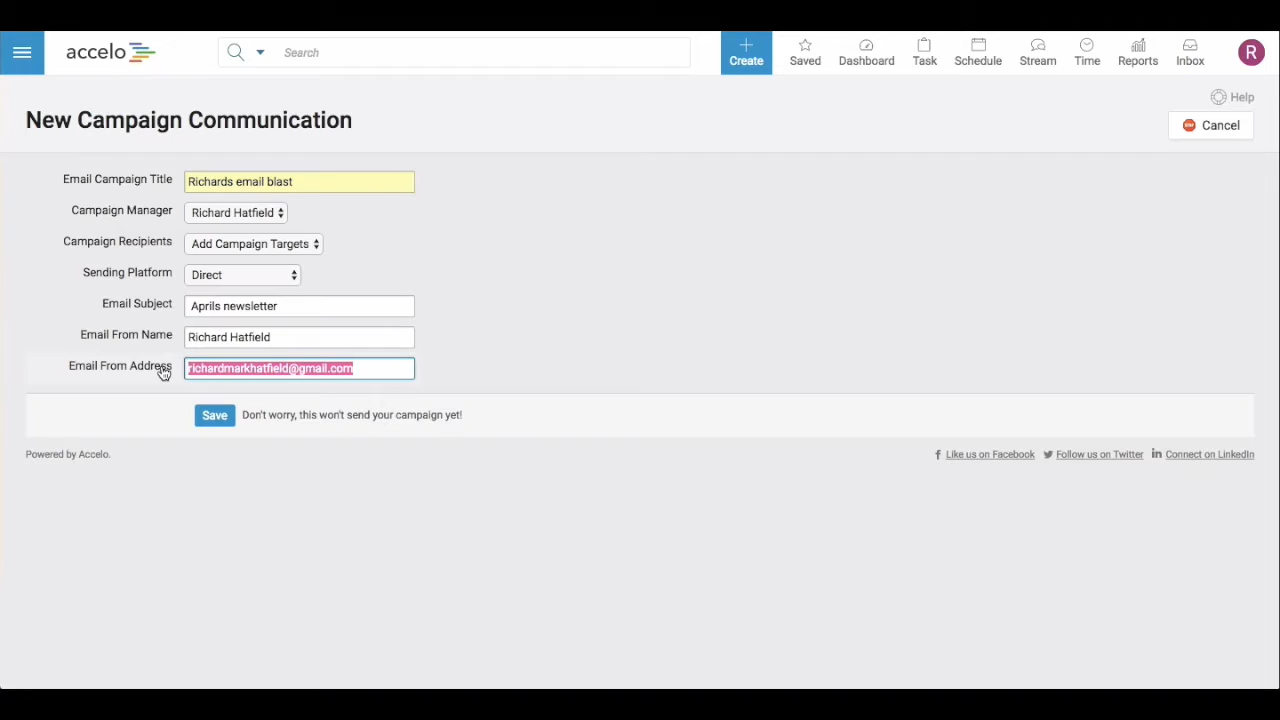 accelo
Search
Create
Saved
Dashboard
Task
Schedule
Stream
Time
Reports
Inbox
R
Help
New Campaign Communication
Cancel
Email Campaign Title Richards email blast
Campaign Manager Richard Hatfield
Campaign Recipients Add Campaign Targets
Sending Platform Direct
Email Subject Aprils newsletter
Email From Name Richard Hatfield
Email From Address richardmarkhatfield@gmail.com
Save Don't worry, this won't send your campaign yet!
Powered by Accelo. Like us on Facebook Follow us on Twitter Connect on LinkedIn